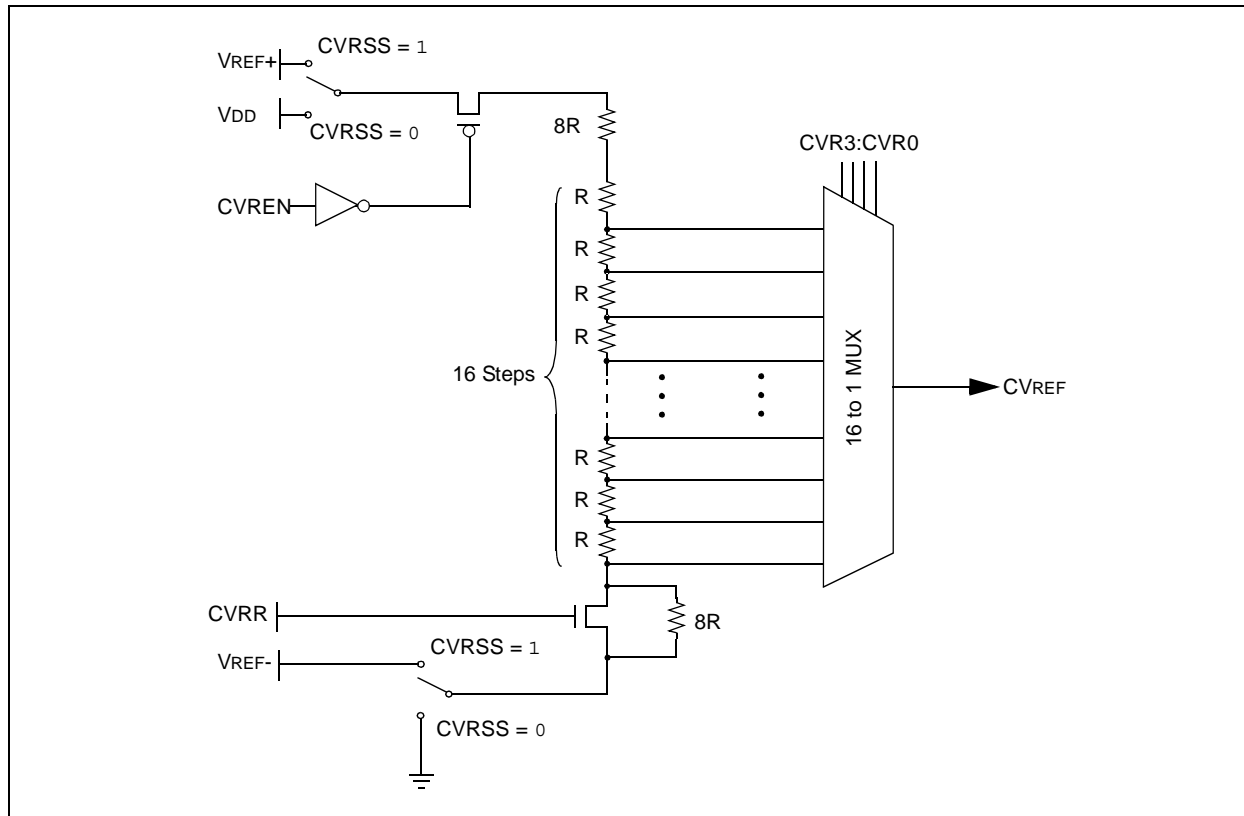 CVRSS = 1
VREF+
VDD
CVRSS = 0
8R
CVR3:CVR0
CVREN
R
R
R
R
16 Steps
16 to 1 MUX
CVREF
R
R
R
CVRR
8R
CVRSS = 1
VREF-
CVRSS = 0